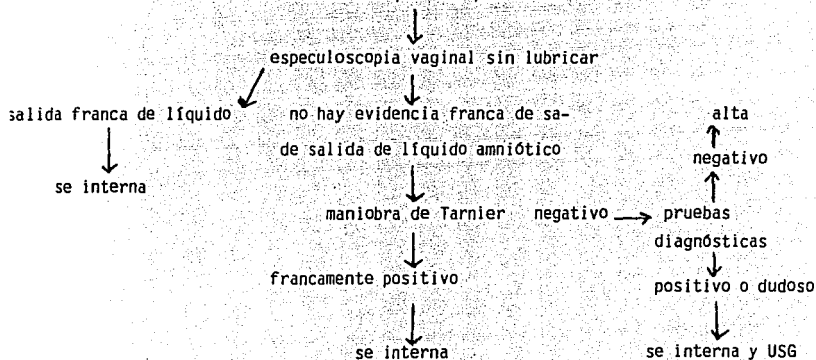 especuloscopia vaginal sin lubricar
salida franca de líquido
no hay evidencia franca de sa-
de salida de líquido amniótico
se interna
maniobra de Tarnier
francamente positivo
se interna
negativo
pruebas
diagnósticas
negativo
alta
positivo o dudoso
se interna y USG